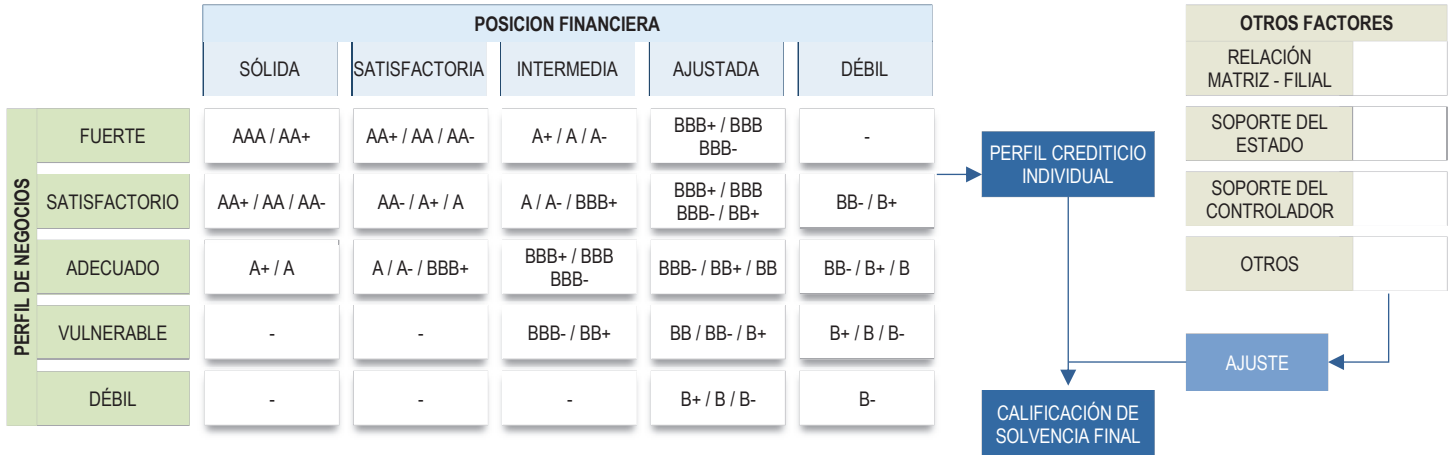 POSICION FINANCIERA
SÓLIDA SATISFACTORIA INTERMEDIA AJUSTADA DÉBIL
PERFIL DE NEGOCIOS
FUERTE AAA / AA+ AA+ / AA / AA- A+ / A / A- BBB+ / BBB
BBB- -
SATISFACTORIO AA+ / AA / AA- AA- / A+ / A A / A- / BBB+ BBB+ / BBB
BBB- / BB+ BB- / B+
ADECUADO A+ / A A / A- / BBB+ BBB+ / BBB
BBB- BBB- / BB+ / BB BB- / B+ / B
VULNERABLE - - BBB- / BB+ BB / BB- / B+ B+ / B / B-
DÉBIL - - - B+ / B / B- B-
PERFIL CREDITICIO
INDIVIDUAL
CALIFICACIÓN DE
SOLVENCIA FINAL
OTROS FACTORES
RELACIÓN
MATRIZ - FILIAL
SOPORTE DEL
ESTADO
SOPORTE DEL
CONTROLADOR
OTROS
AJUSTE